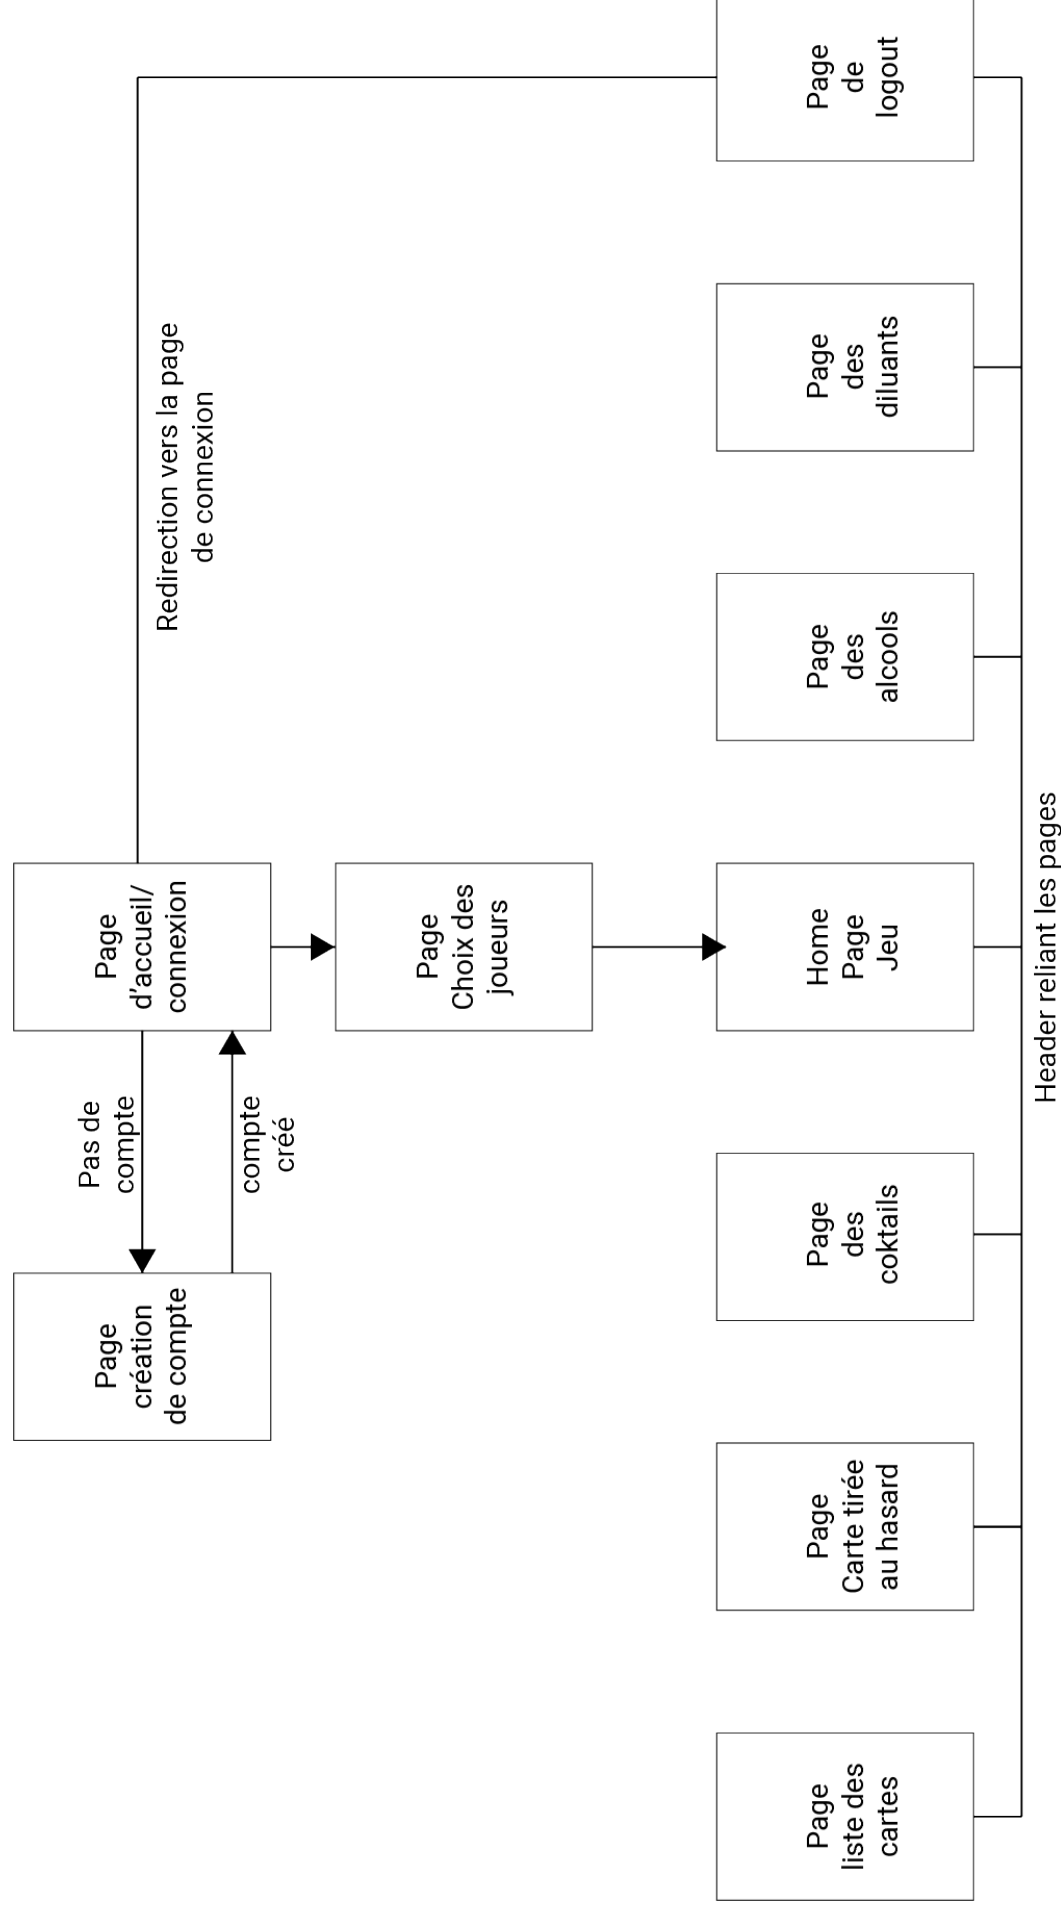 Page
création
de compte
Pas de
compte
compte
créé
Page
d'accueil/
connexion
Redirection vers la page
de connexion
Page
Choix des
joueurs
Page
liste des
cartes
Page
Carte tirée
au hasard
Page
des
coktails
Home
Page
Jeu
Page
des
alcools
Page
des
diluants
Page
de
logout
Header reliant les pages